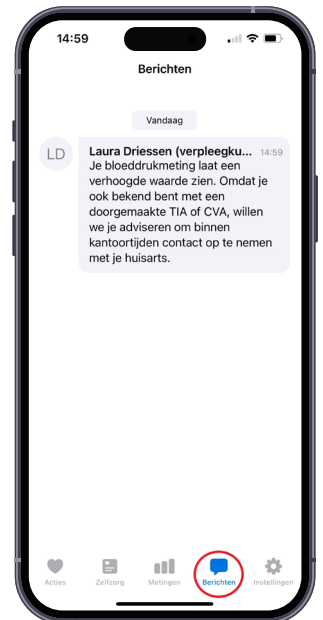 14:59
Berichten
Vandaag
LD
Laura Driessen (verpleegku... 14:59
Je bloeddrukmeting laat een
verhoogde waarde zien. Omdat je
ook bekend bent met een
doorgemaakte TIA of CVA, willen
we je adviseren om binnen
kantoortijden contact op te nemen
met je huisarts.
Acties Zelfzorg Metingen Berichten Instellingen